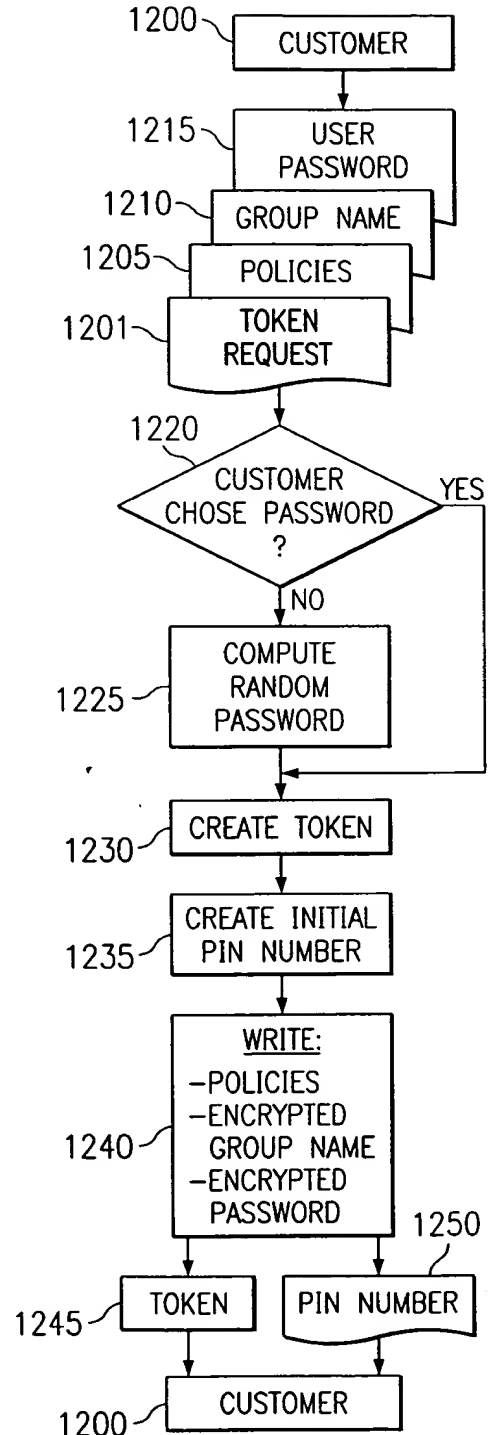 1200
CUSTOMER
1215
USER
PASSWORD
1210
GROUP NAME
1205
POLICIES
1201
TOKEN
REQUEST
1220
CUSTOMER
CHOSE PASSWORD
?
YES
NO
1225
COMPUTE
RANDOM
PASSWORD
1230
CREATE TOKEN
1235
CREATE INITIAL
PIN NUMBER
1240
WRITE:
-POLICIES
-ENCRYPTED
GROUP NAME
-ENCRYPTED
PASSWORD
1250
1245
TOKEN
PIN NUMBER
1200
CUSTOMER